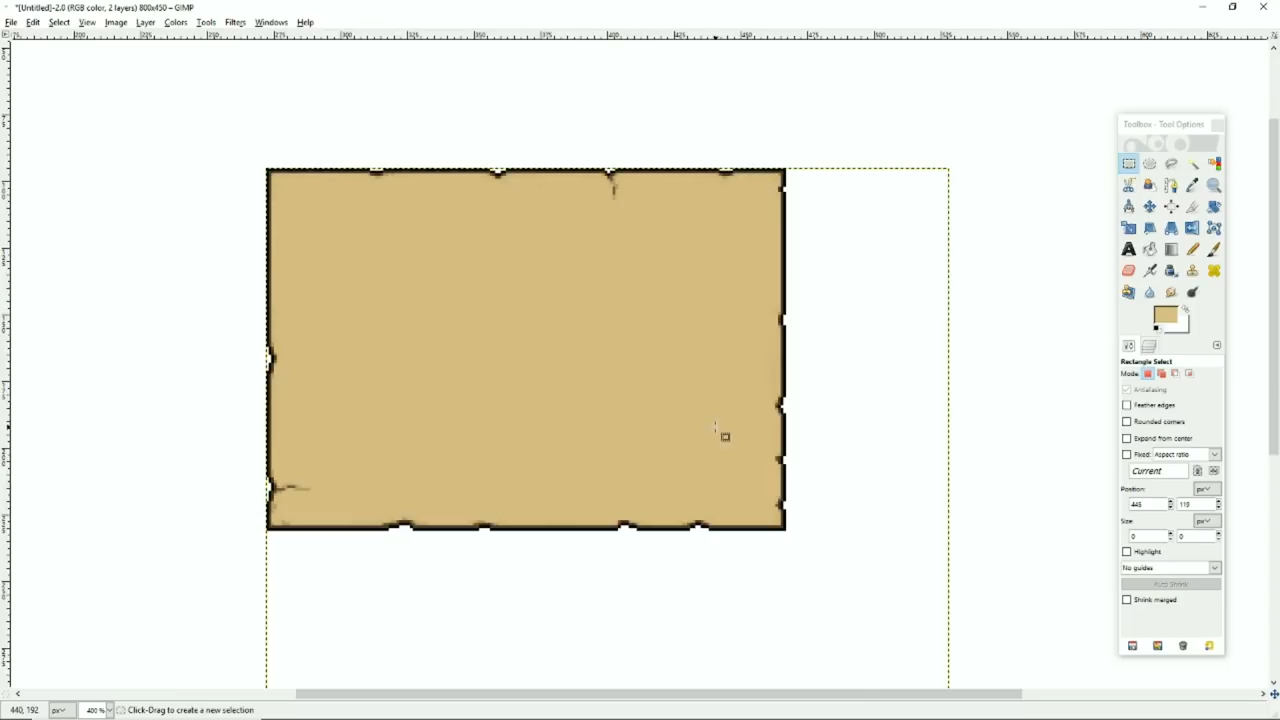 *[Untitled]-2.0 (RGB color, 2 layers) 800x450 – GIMP
File Edit Select View Image Layer Colors Tools Filters Windows Help
Toolbox - Tool Options
Rectangle Select
Mode:
Antialiasing
Feather edges
Rounded corners
Expand from center
Fixed: Aspect ratio
Current
Position: px
445 119
Size: px
0 0
Highlight
No guides
Auto Shrink
Shrink merged
440, 192 px 400 % Click-Drag to create a new selection